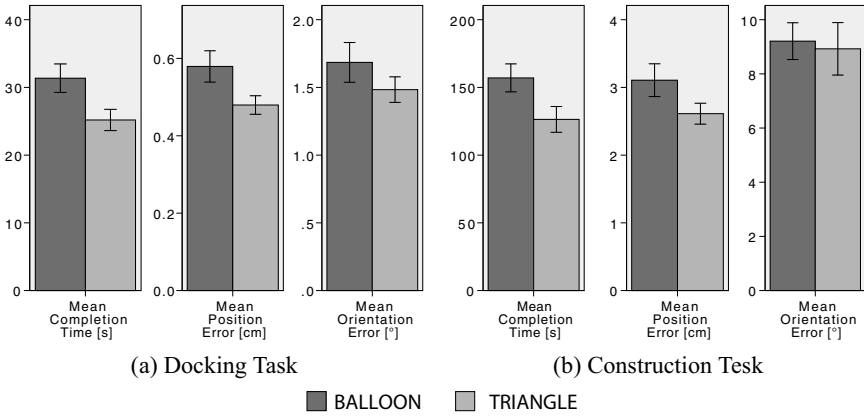 40
30
20
10
0
Mean
Completion
Time [s]
0.6
0.4
0.2
0.0
Mean
Position
Error [cm]
2.0
1.5
1.0
.5
.0
Mean
Orientation
Error [°]
200
150
100
50
0
Mean
Completion
Time [s]
4
3
2
1
0
Mean
Position
Error [cm]
10
8
6
4
2
0
Mean
Orientation
Error [°]
(a) Docking Task
(b) Construction Tesk
BALLOON
TRIANGLE